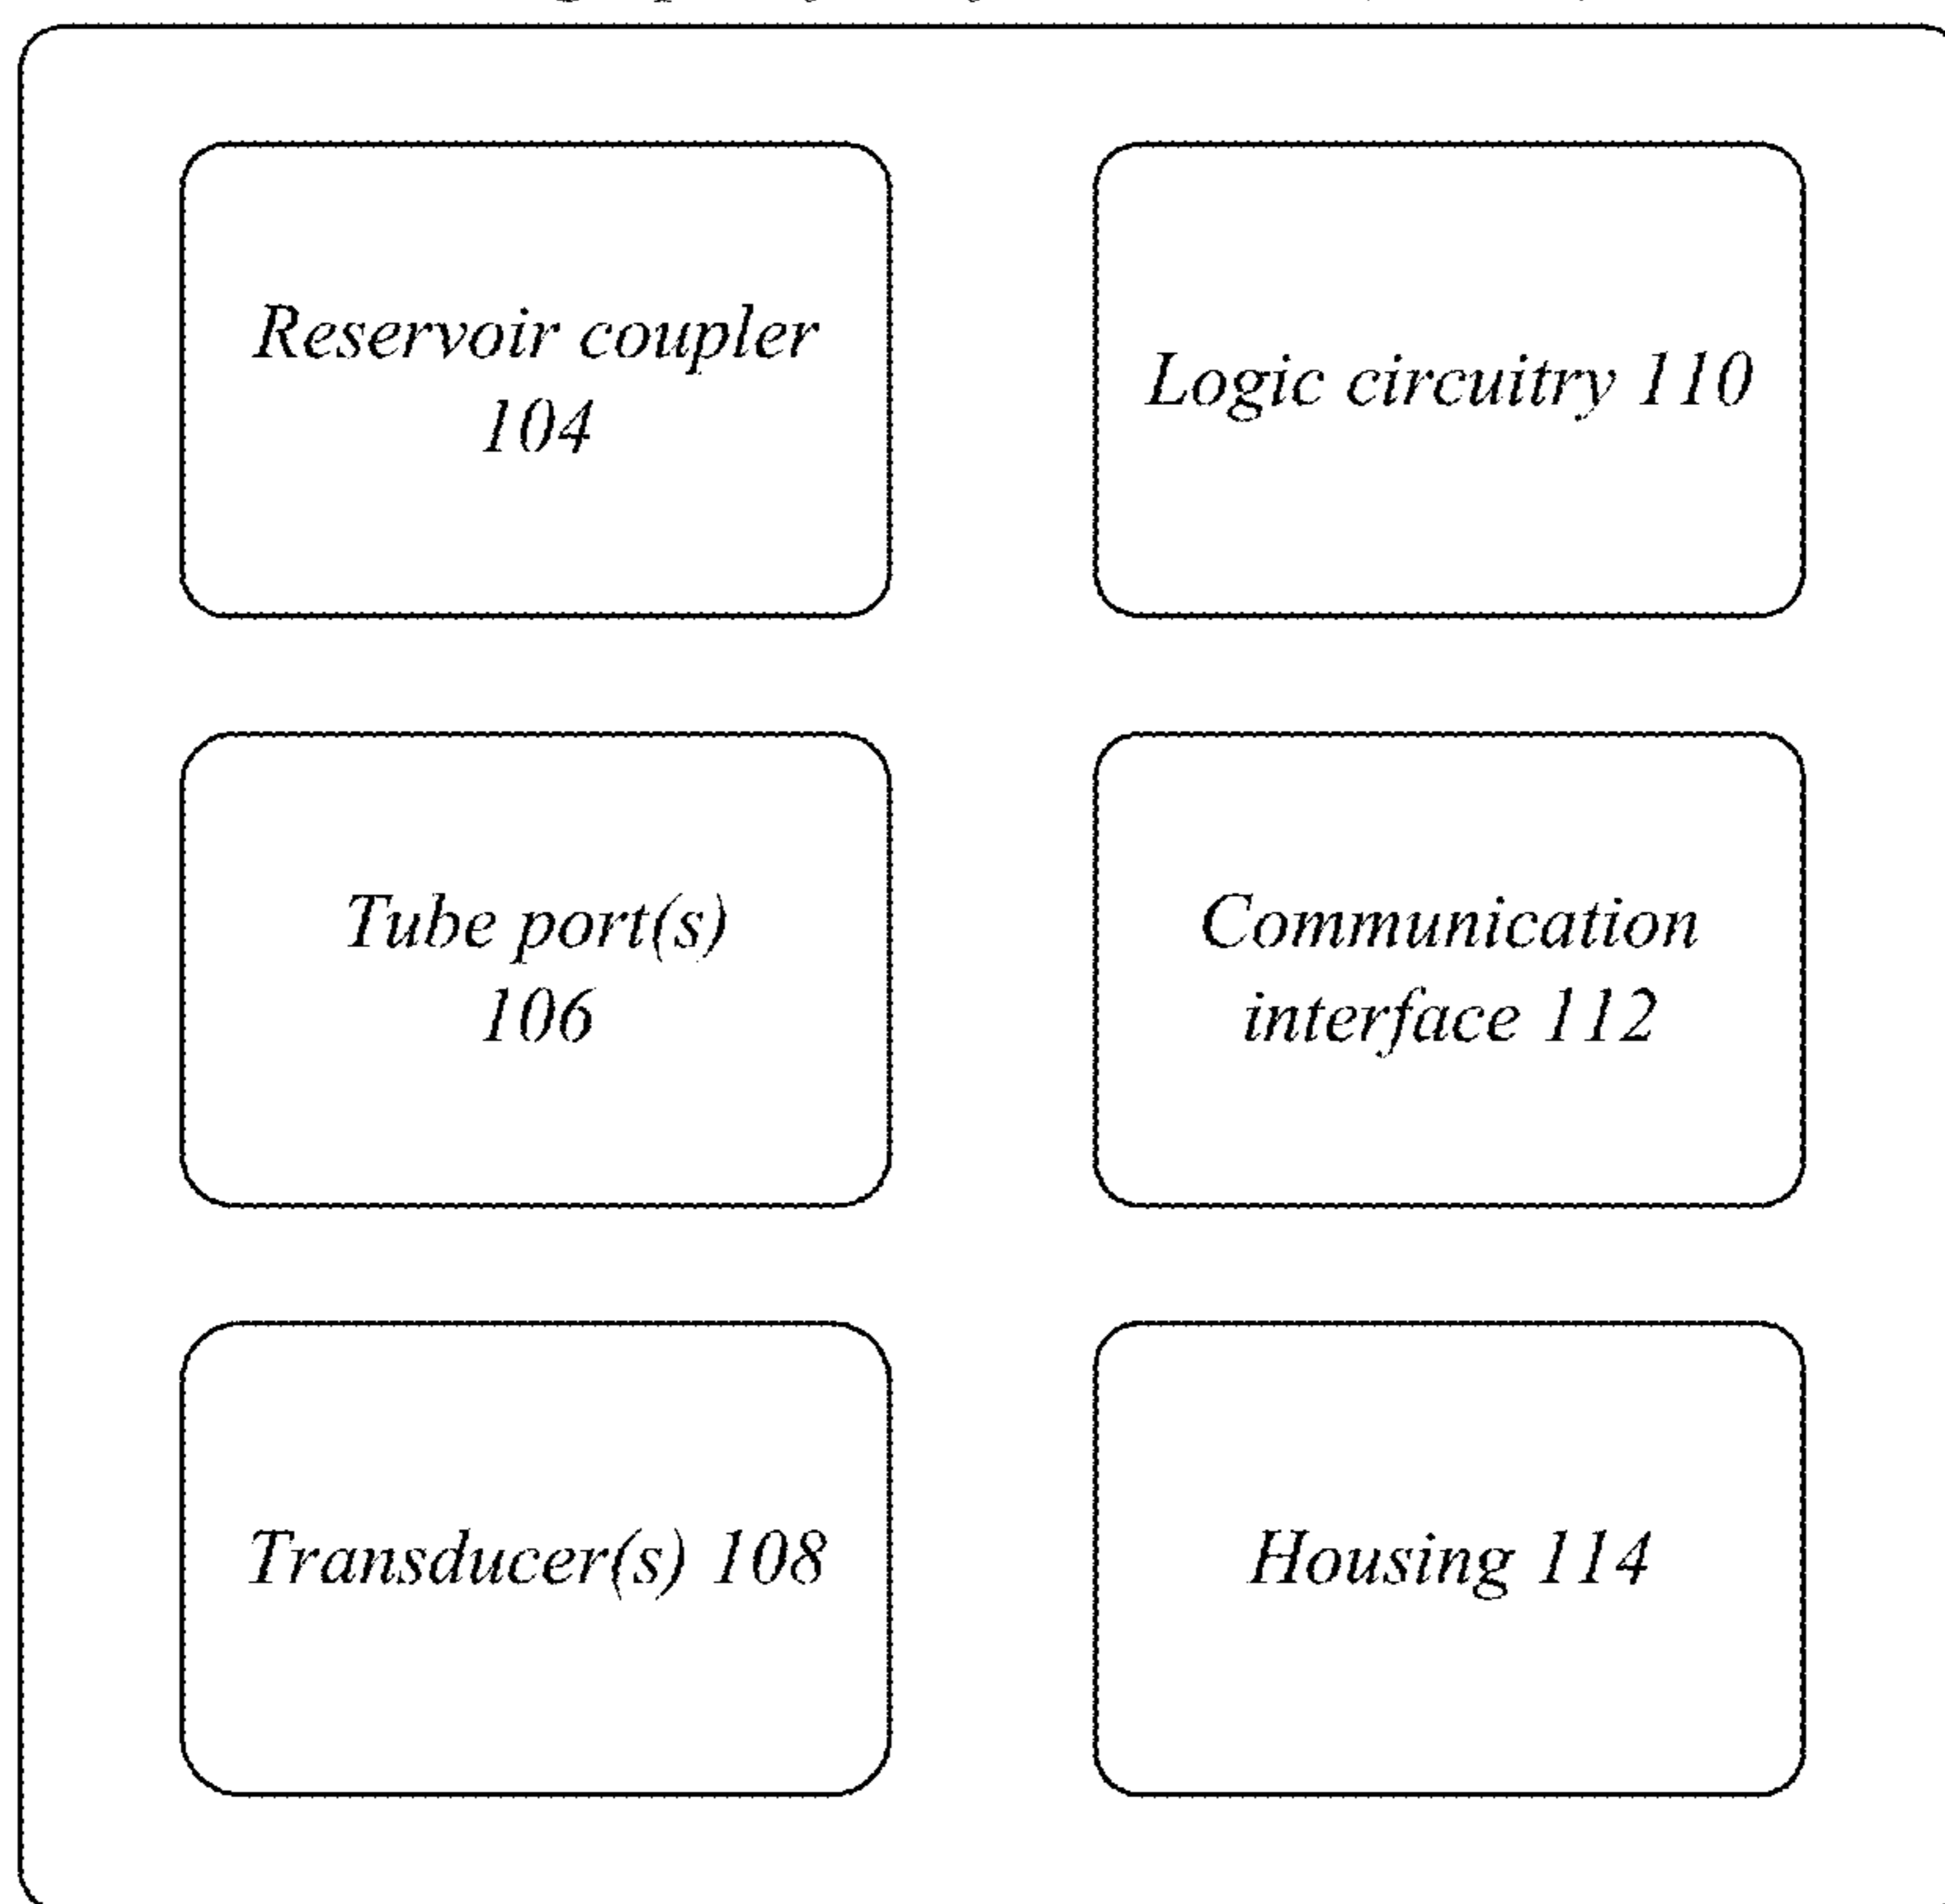 Reservoir coupler
104
Logic circuitry 110
Tube port(s)
106
Communication
interface 112
Transducer(s) 108
Housing 114